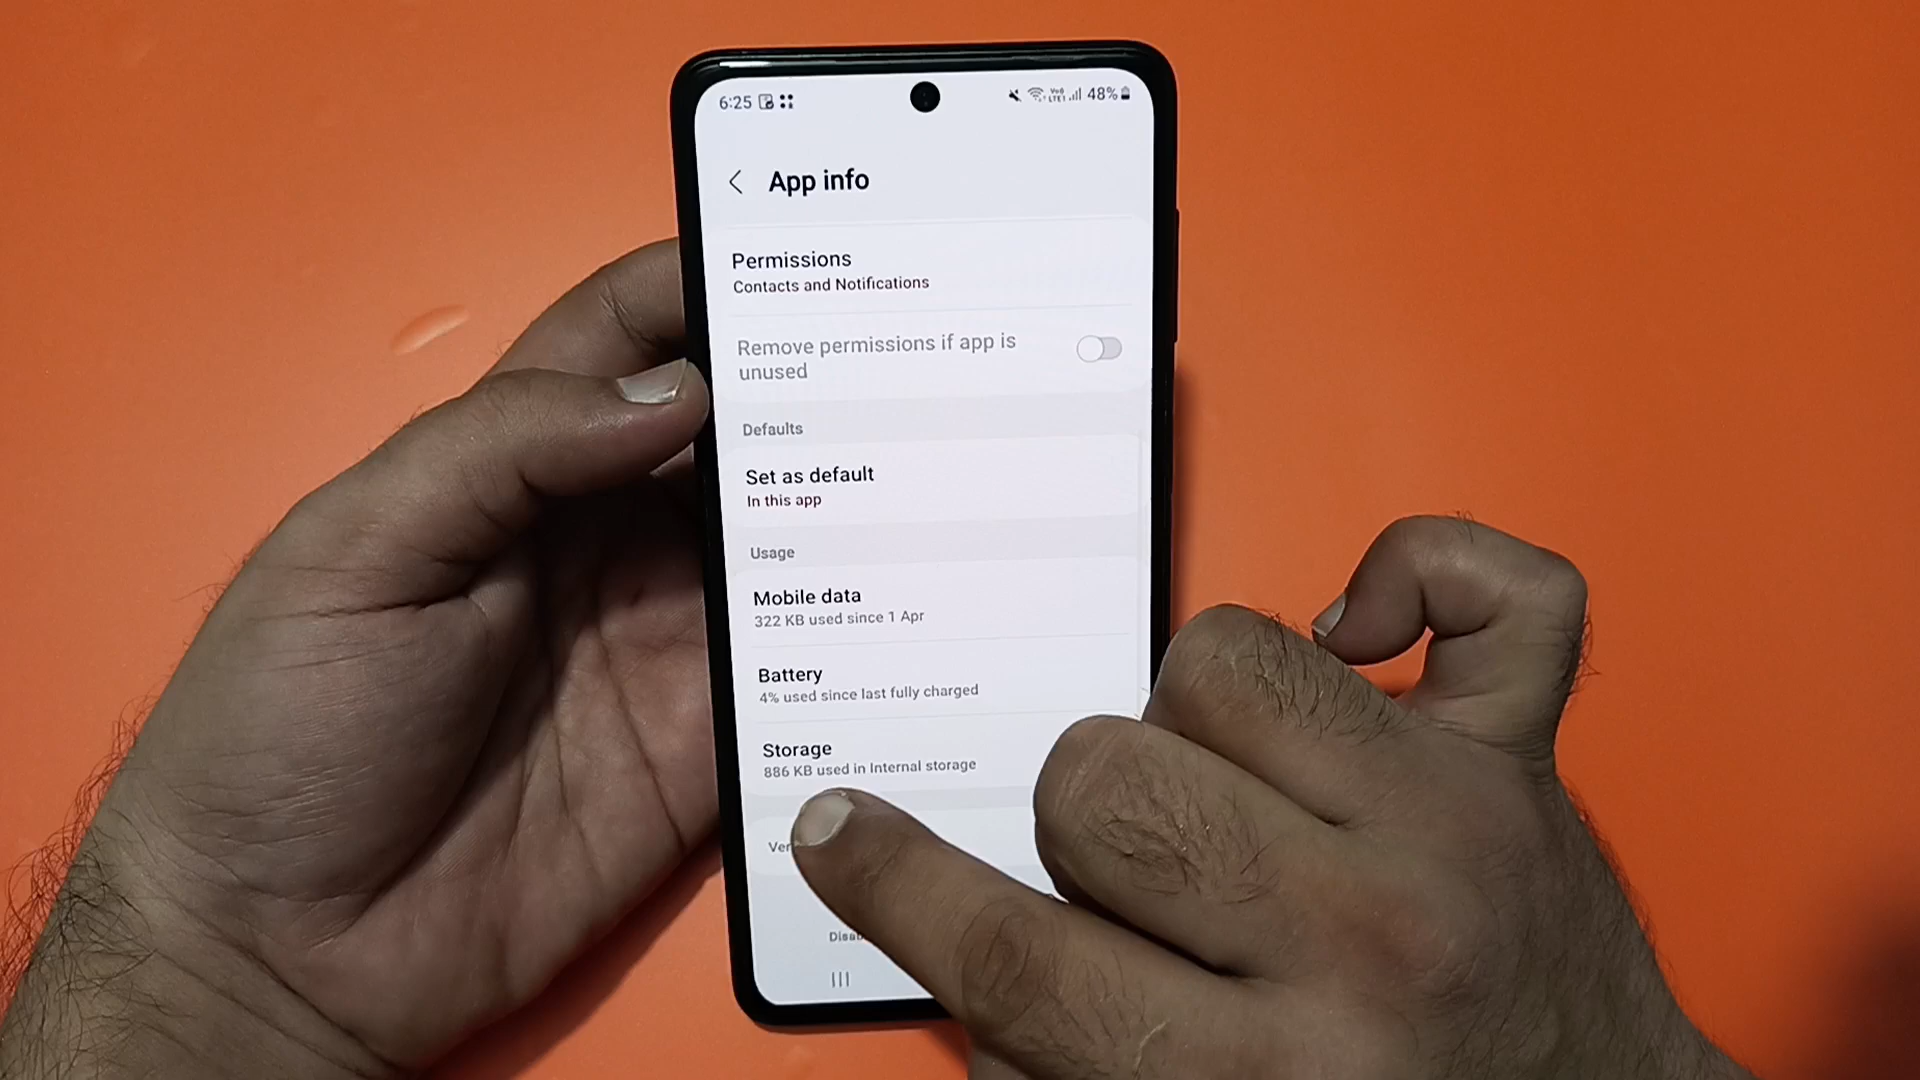 6:25 48%
App info
Permissions
Contacts and Notifications
Remove permissions if app is
unused
Defaults
Set as default
In this app
Usage
Mobile data
322 KB used since 1 Apr
Battery
4% used since last fully charged
Storage
886 KB used in Internal storage